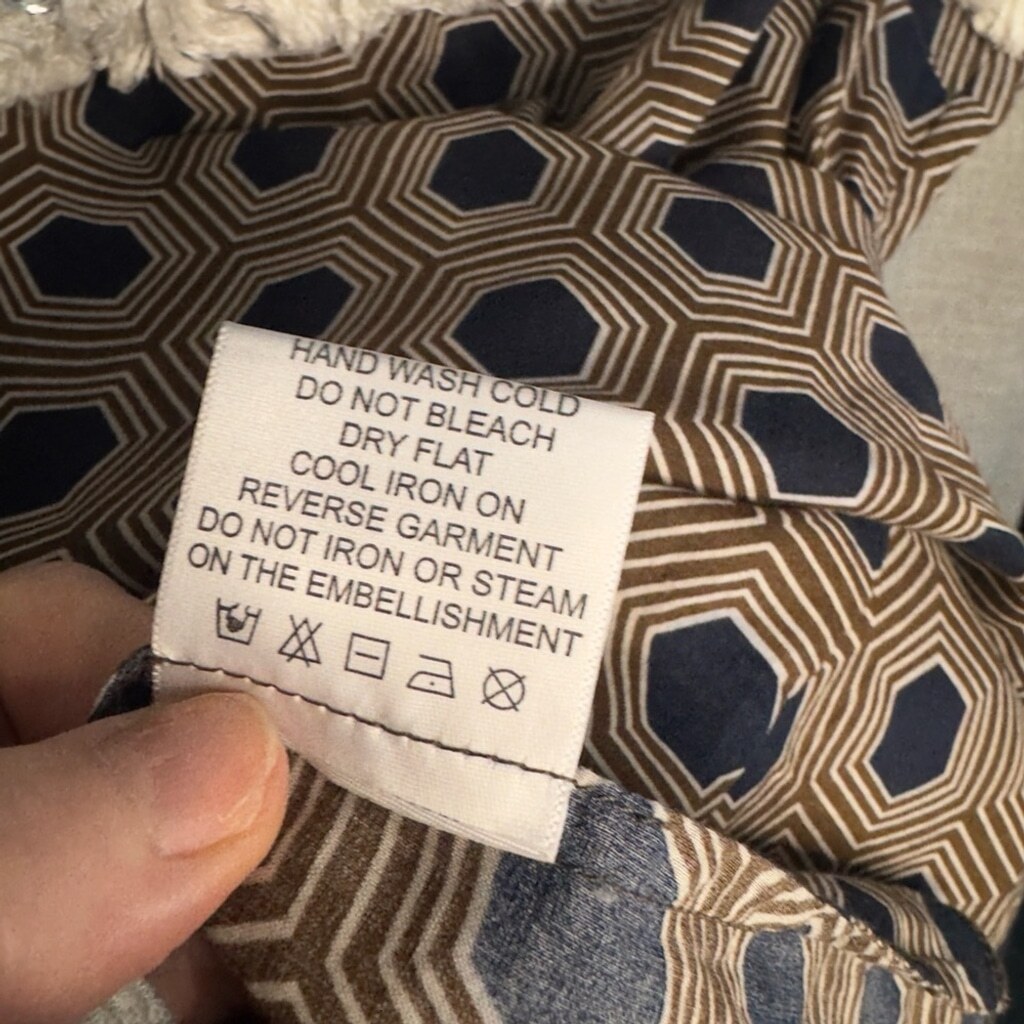 HAND WASH COLD
DO NOT BLEACH
DRY FLAT
COOL IRON ON
REVERSE GARMENT
DO NOT IRON OR STEAM
ON THE EMBELLISHMENT